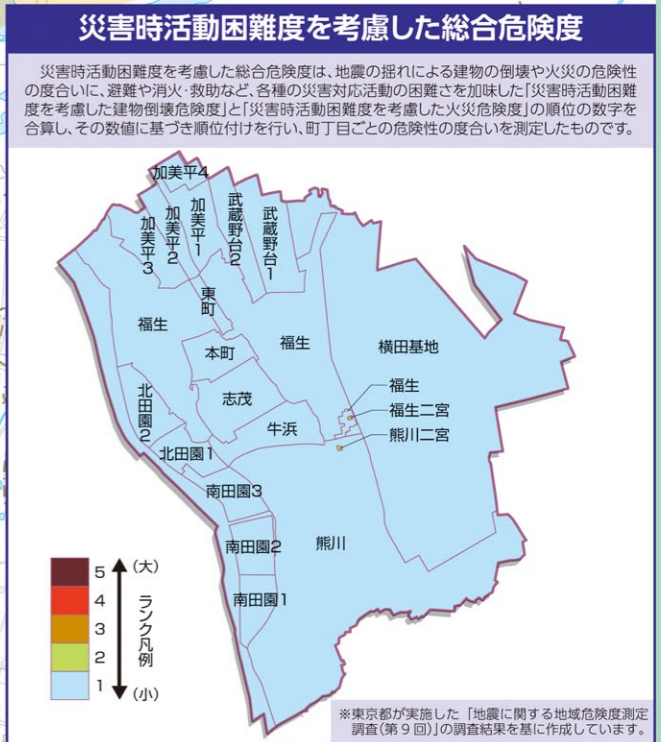 災害時活動困難度を考慮した総合危険度
災害時活動困難度を考慮した総合危険度は、地震の揺れによる建物の倒壊や火災の危険性
の度合いに、避難や消火・救助など、各種の災害対応活動の困難さを加味した「災害時活動困難
度を考慮した建物倒壊危険度」と「災害時活動困難度を考慮した火災危険度」の順位の数字を
合算し、その数値に基づき順位付けを行い、町丁目ごとの危険性の度合いを測定したものです。
加美平4
加美平3
加美平2
加美平1
武蔵野台2
武蔵野台1
東町
福生
本町
福生
横田基地
北田園2
志茂
福生
福生二宮
牛浜
熊川二宮
北田園1
南田園3
南田園2
熊川
南田園1
5
4
3
2
1
(大)
ランク凡例
(小)
※東京都が実施した「地震に関する地域危険度測定
調査(第9回)」の調査結果を基に作成しています。